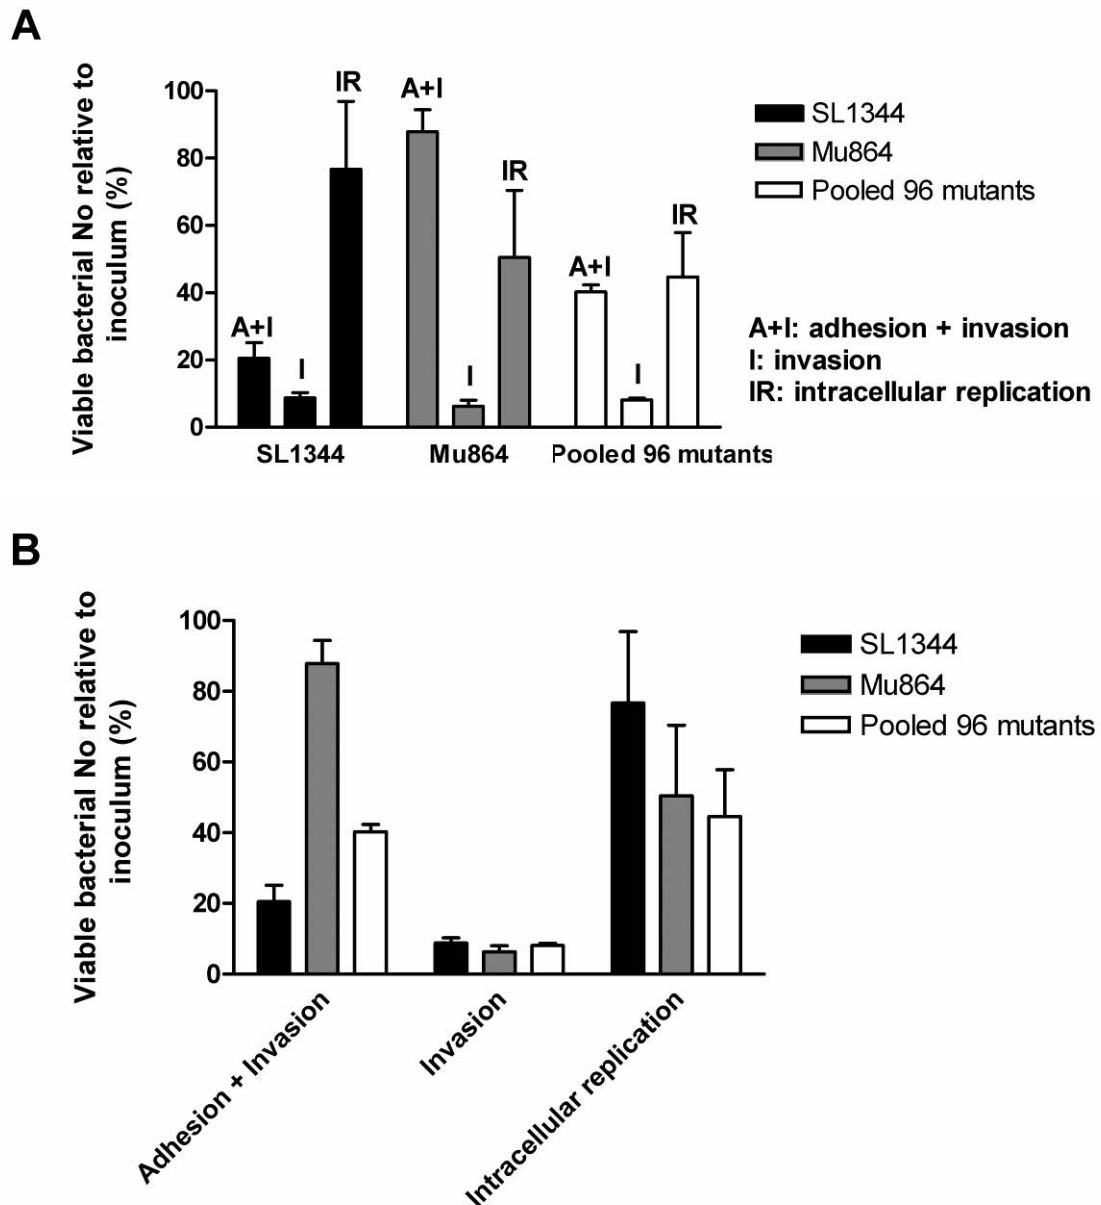 A
Viable bacterial No relative to
inoculum (%)
100
80
60
40
20
0
A+I
I
IR
A+I
I
IR
A+I
I
IR
SL1344
Mu864
Pooled 96 mutants
SL1344
Mu864
Pooled 96 mutants
A+I: adhesion + invasion
I: invasion
IR: intracellular replication
B
Viable bacterial No relative to
inoculum (%)
100
80
60
40
20
0
Adhesion + Invasion
Invasion
Intracellular replication
SL1344
Mu864
Pooled 96 mutants